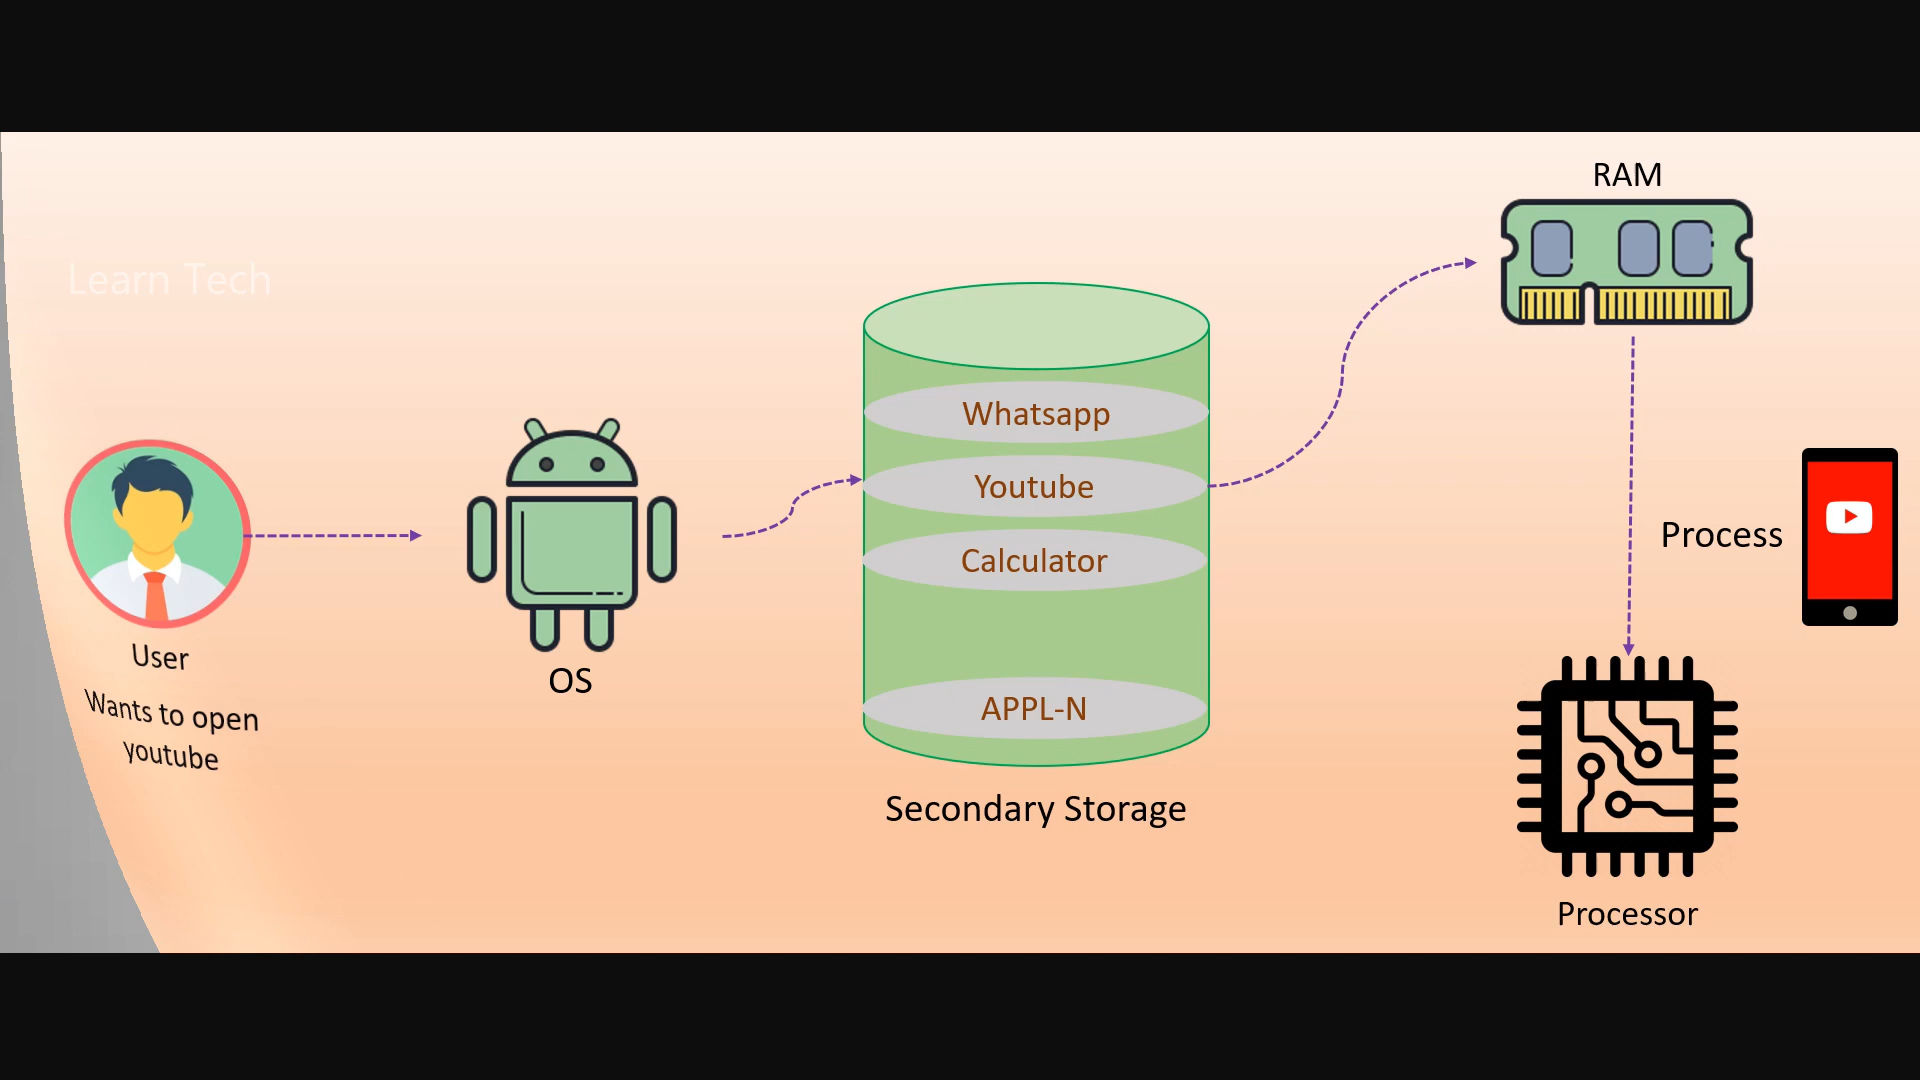 Learn Tech
User
Wants to open
youtube
OS
Whatsapp
Youtube
Calculator
APPL-N
Secondary Storage
RAM
Process
Processor